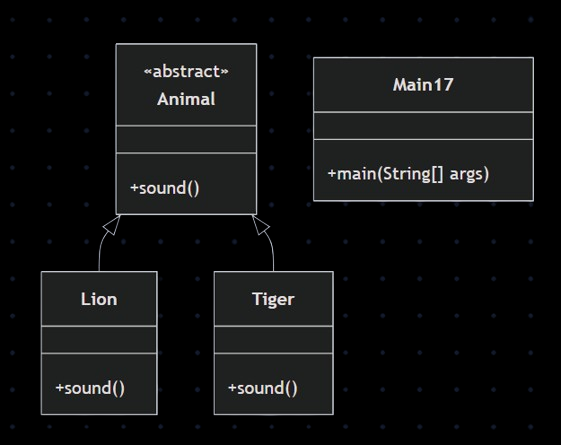 «abstract»
Animal
+sound()
Main17
+main(String[] args)
Lion
+sound()
Tiger
+sound()